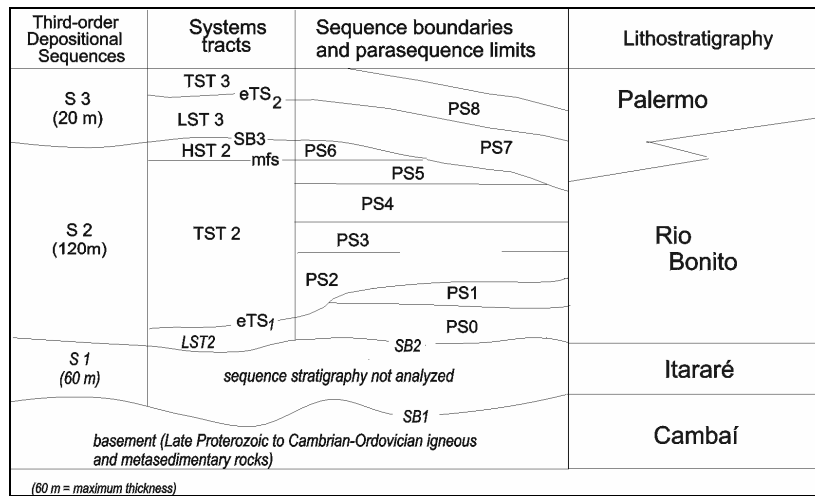 Third-order
Depositional
Sequences
Systems
tracts
Sequence boundaries
and parasequence limits
Lithostratigraphy
S 3
(20 m)
TST 3
eTS2
LST 3
SB3
HST 2
mfs
PS8
PS7
PS6
PS5
PS4
PS3
PS2
PS1
PS0
Palermo
S 2
(120m)
TST 2
eTS1
LST2
SB2
Rio
Bonito
S 1
(60 m)
sequence stratigraphy not analyzed
Itararé
SB1
basement (Late Proterozoic to Cambrian-Ordovician igneous
and metasedimentary rocks)
Cambaí
(60 m = maximum thickness)